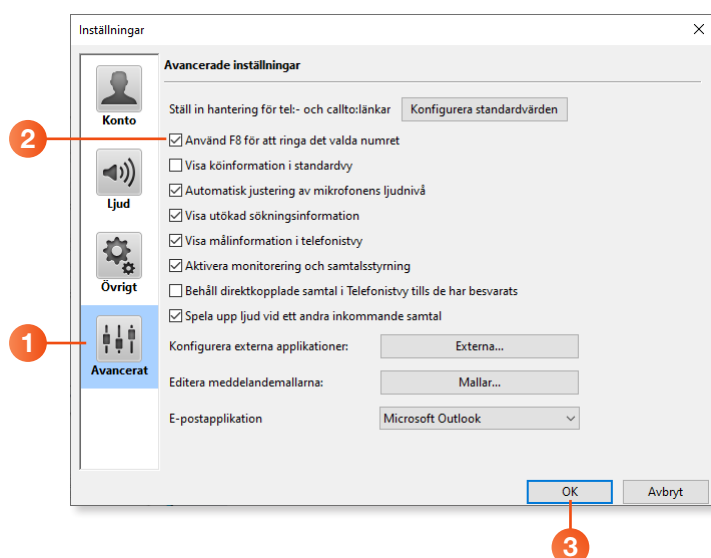 Inställningar
Konto
Ljud
Övrigt
Avancerat
Avancerade inställningar
Ställ in hantering för tel:- och callto:länkar Konfigurera standardvärden
Använd F8 för att ringa det valda numret
Visa köinformation i standardvy
Automatisk justering av mikrofonens ljudnivå
Visa utökad sökningsinformation
Visa målinformation i telefonistvy
Aktivera monitorering och samtalsstyrning
Behåll direktkopplade samtal i Telefonistvy tills de har besvarats
Spela upp ljud vid ett andra inkommande samtal
Konfigurera externa applikationer: Externa...
Editera meddelandemallarna: Mallar...
E-postapplikation Microsoft Outlook
OK Avbryt
1
2
3